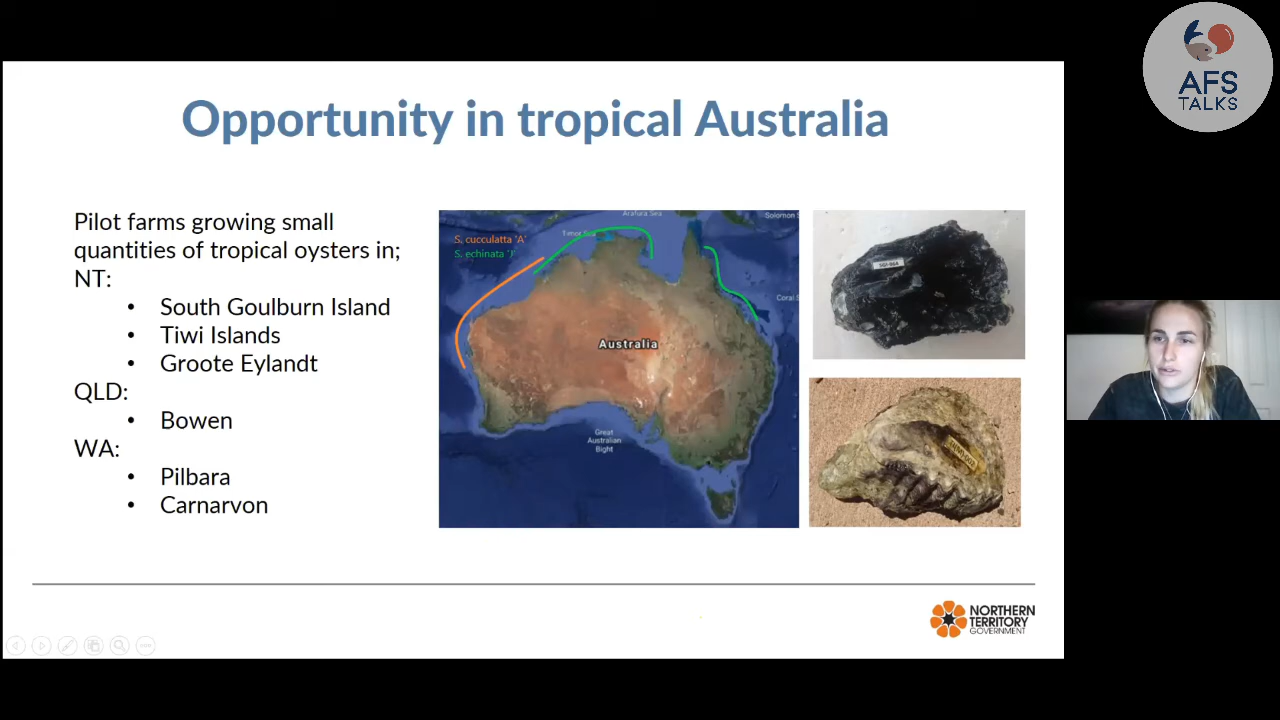 AFS
TALKS
Opportunity in tropical Australia
Pilot farms growing small
quantities of tropical oysters in;
NT:
• South Goulburn Island
• Tiwi Islands
• Groote Eylandt
QLD:
• Bowen
WA:
• Pilbara
• Carnarvon
Arafura Sea
Solomon S
Timor Sea
S. cucculatta 'A'
S. echinata 'J'
Coral S
Australia
Great
Australian
Bight
NORTHERN
TERRITORY
GOVERNMENT